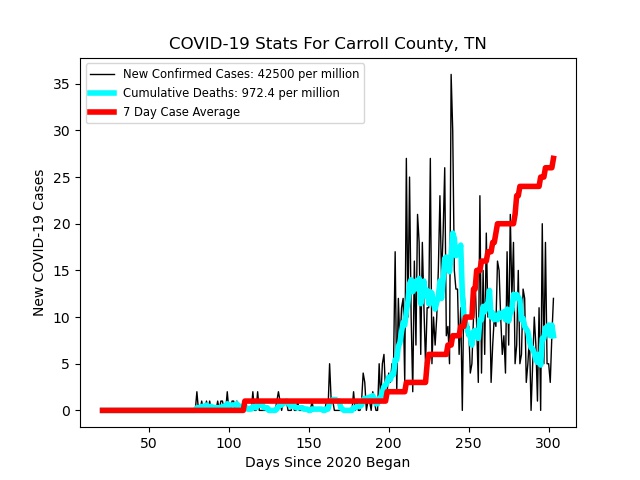 COVID-19 Stats For Carroll County, TN
New Confirmed Cases: 42500 per million
Cumulative Deaths: 972.4 per million
7 Day Case Average
New COVID-19 Cases
35
30
25
20
15
10
5
0
50 100 150 200 250 300
Days Since 2020 Began